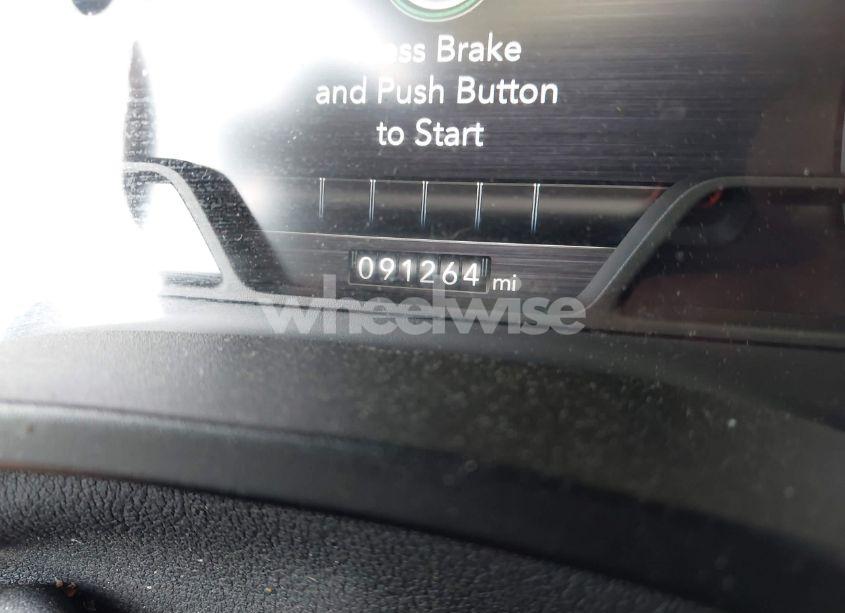 Brake
and Push Button
to Start
091264 mi
wheelwise